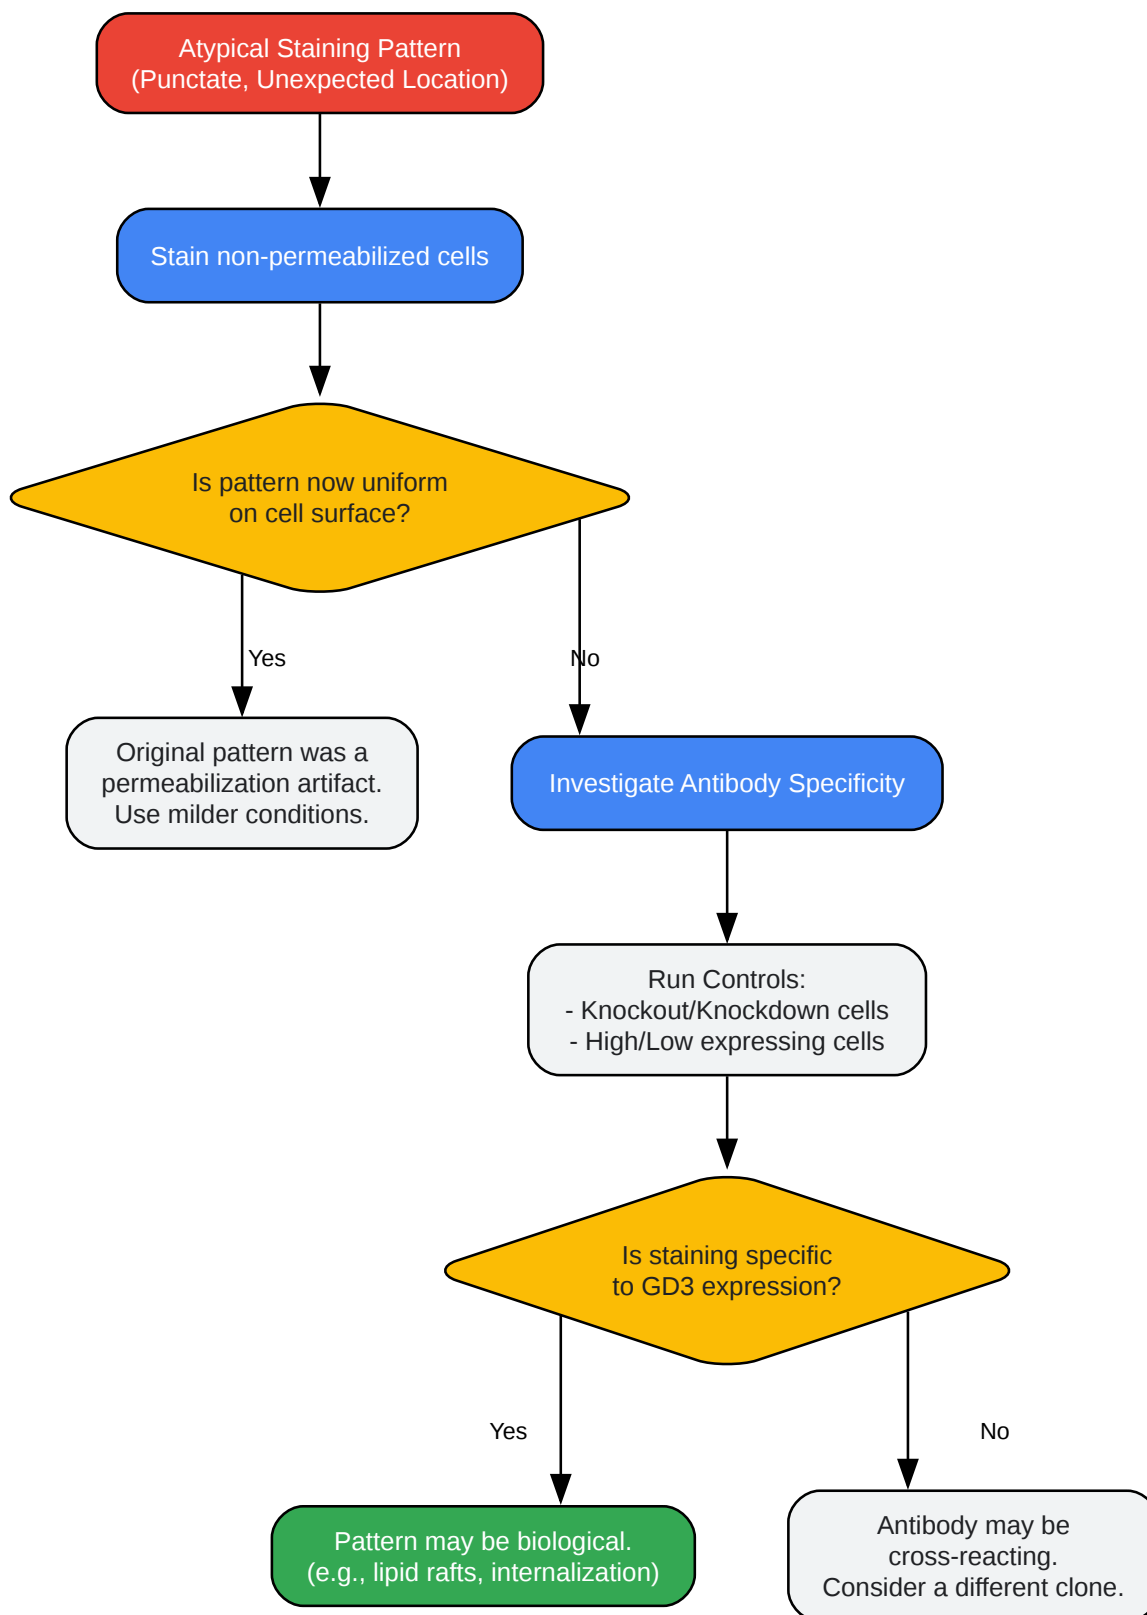 Atypical Staining Pattern
(Punctate, Unexpected Location)
Stain non-permeabilized cells
Is pattern now uniform
on cell surface?
Yes
No
Original pattern was a
permeabilization artifact.
Use milder conditions.
Investigate Antibody Specificity
Run Controls:
- Knockout/Knockdown cells
- High/Low expressing cells
Is staining specific
to GD3 expression?
Yes
No
Pattern may be biological.
(e.g., lipid rafts, internalization)
Antibody may be
cross-reacting.
Consider a different clone.